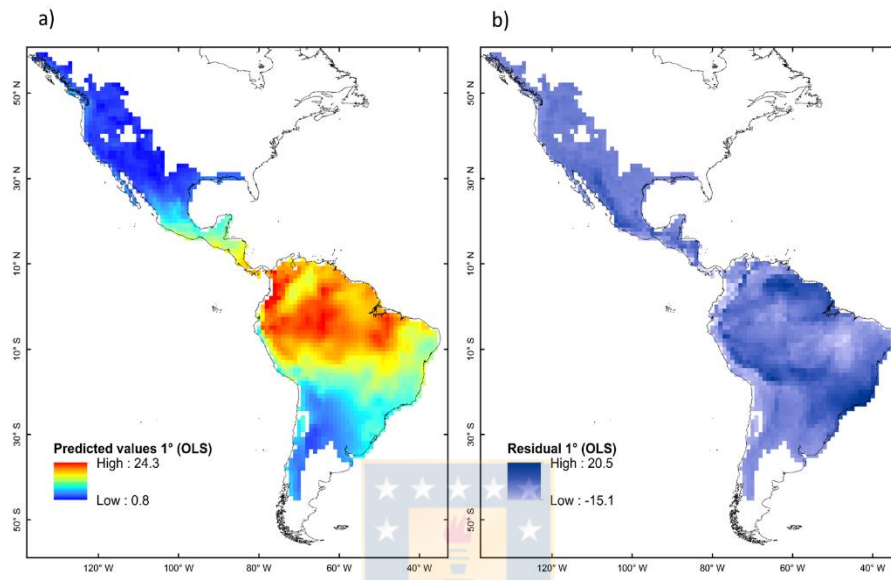 a)
b)
50°N
30°N
10°N
10°S
30°S
50°S
Predicted values 1° (OLS)
High : 24.3
Low : 0.8
120°W
100°W
80°W
60°W
40°W
50°N
30°N
10°N
10°S
30°S
50°S
Residual 1° (OLS)
High : 20.5
Low : -15.1
120°W
100°W
80°W
60°W
40°W